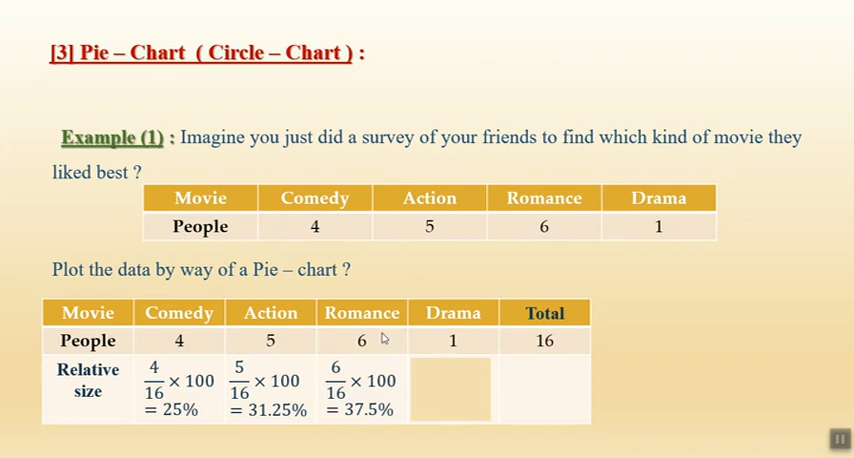 [3] Pie – Chart ( Circle – Chart ) :
Example (1) : Imagine you just did a survey of your friends to find which kind of movie they
liked best ?
Movie Comedy Action Romance Drama
People 4 5 6 1
Plot the data by way of a Pie – chart ?
Movie Comedy Action Romance Drama Total
People 4 5 6 1 16
Relative size 4/16 × 100 = 25% 5/16 × 100 = 31.25% 6/16 × 100 = 37.5%